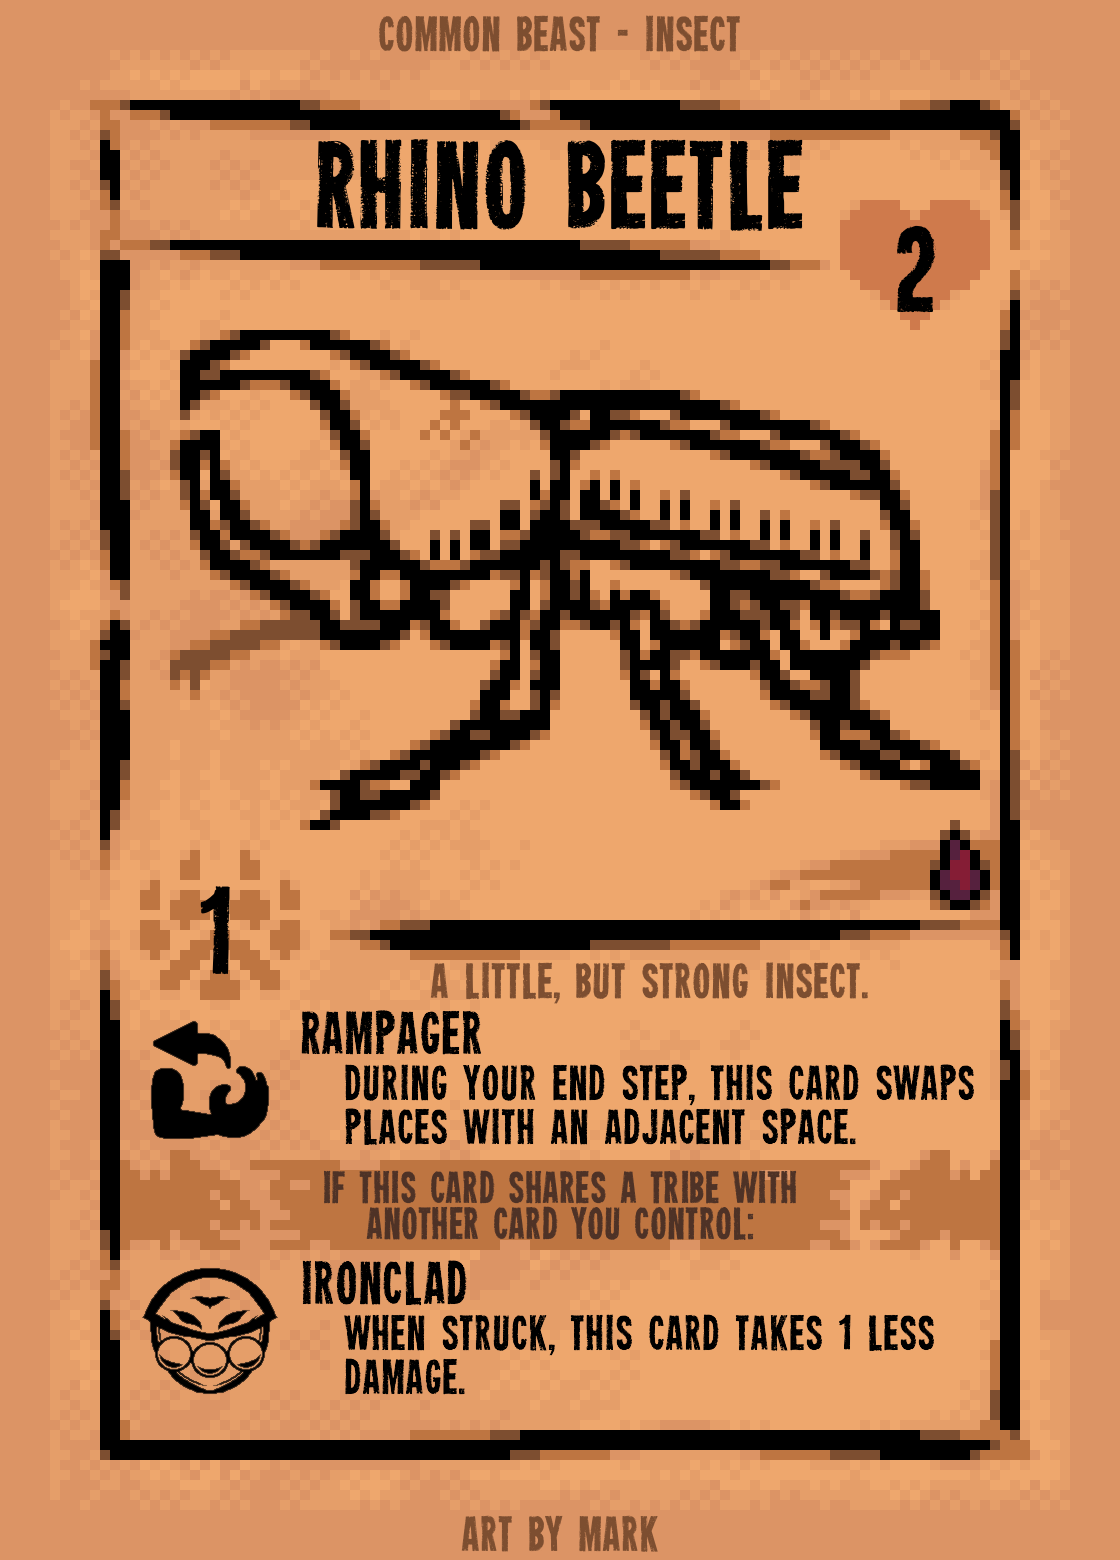 COMMON BEAST - INSECT
RHINO BEETLE
2
1
A LITTLE, BUT STRONG INSECT.
RAMPAGER
DURING YOUR END STEP, THIS CARD SWAPS
PLACES WITH AN ADJACENT SPACE.
IF THIS CARD SHARES A TRIBE WITH
ANOTHER CARD YOU CONTROL:
IRONCLAD
WHEN STRUCK, THIS CARD TAKES 1 LESS
DAMAGE.
ART BY MARK